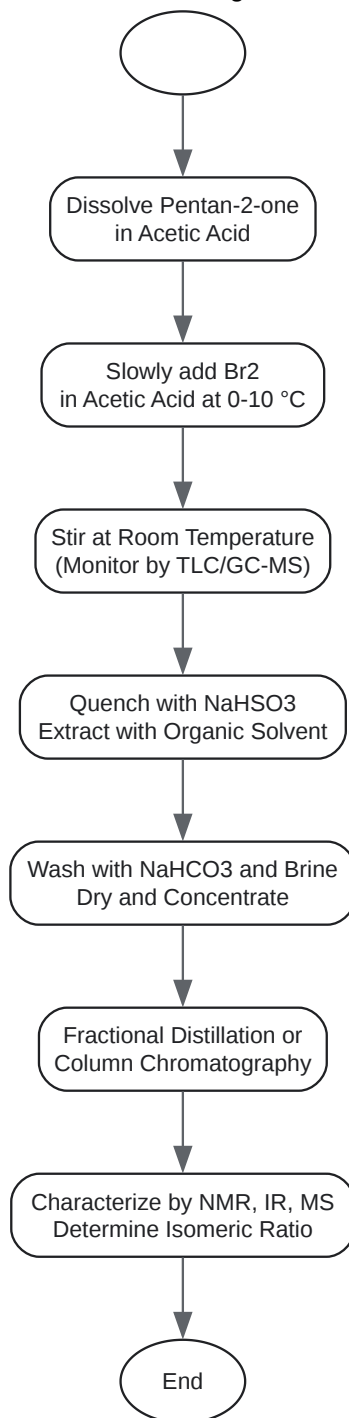 Dissolve Pentan-2-one
in Acetic Acid
Slowly add Br2
in Acetic Acid at 0-10 °C
Stir at Room Temperature
(Monitor by TLC/GC-MS)
Quench with NaHSO3
Extract with Organic Solvent
Wash with NaHCO3 and Brine
Dry and Concentrate
Fractional Distillation or
Column Chromatography
Characterize by NMR, IR, MS
Determine Isomeric Ratio
End